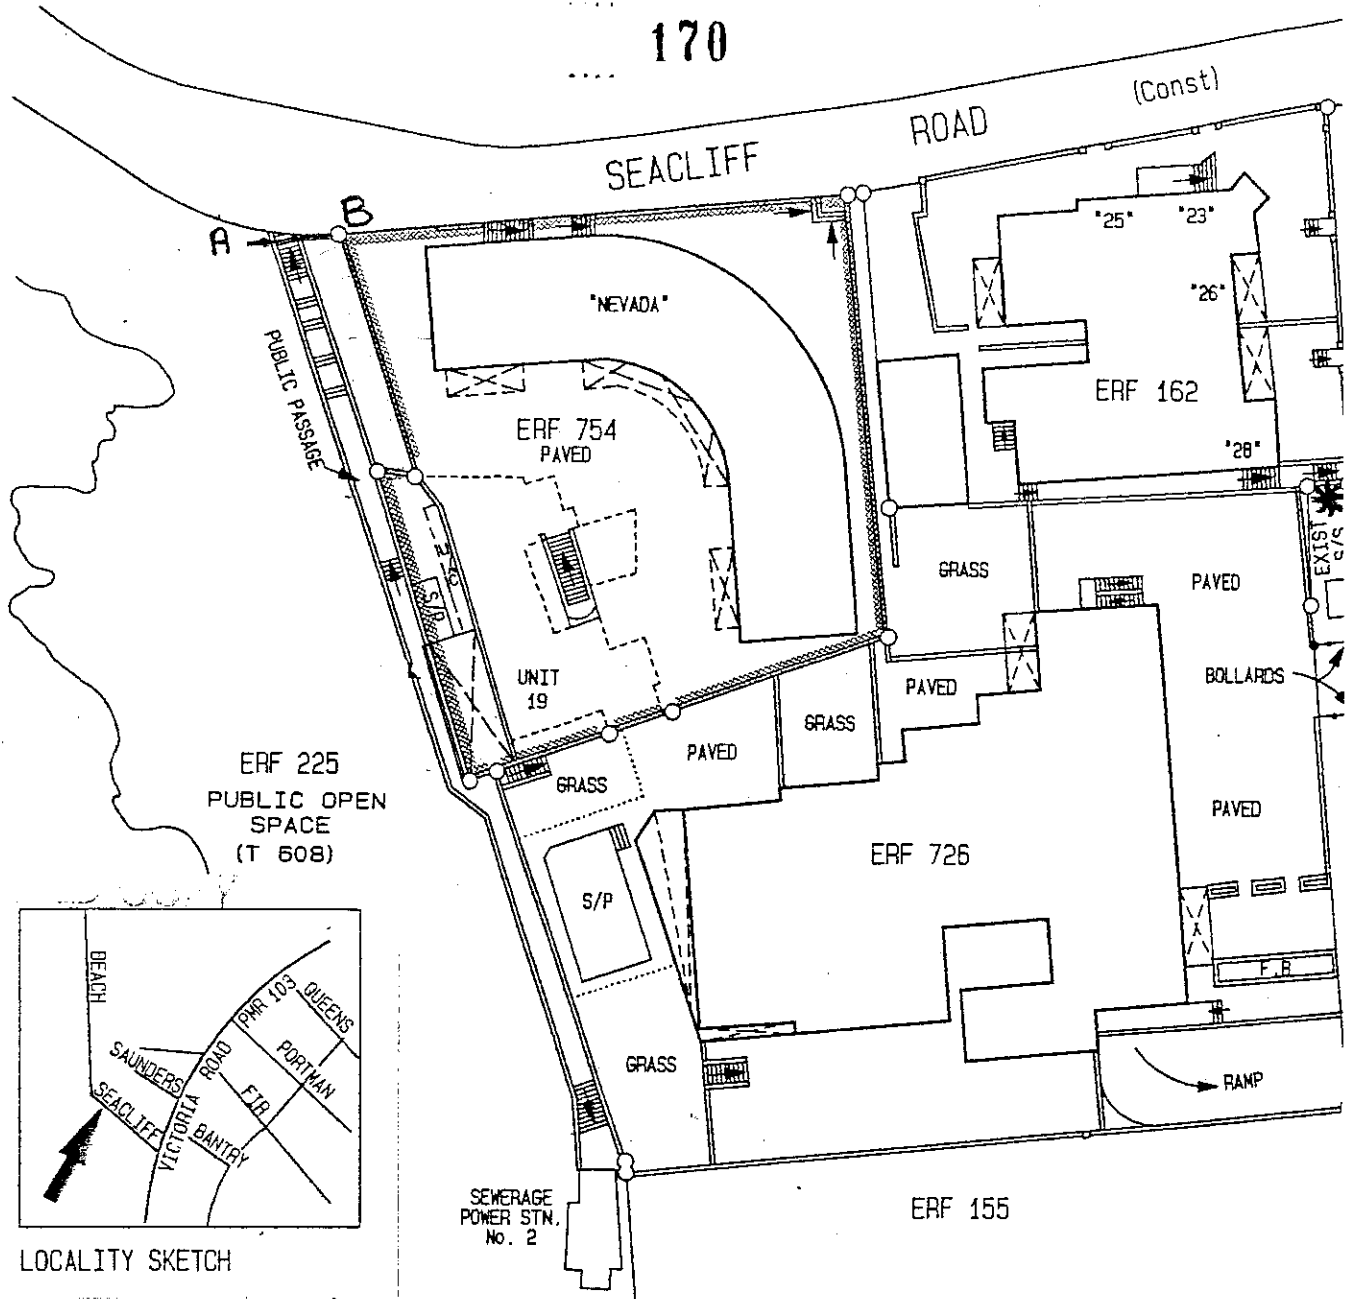 170
(Const)
SEACLIFF ROAD
A
B
"25"
"23"
"NEVADA"
"26"
PUBLIC PASSAGE
ERF 162
ERF 754
PAVED
"28"
EXIST
S/S
GRASS
PAVED
S/P
UNIT
19
BOLLARDS
PAVED
GRASS
PAVED
ERF 225
PUBLIC OPEN
SPACE
(T 608)
GRASS
PAVED
ERF 726
S/P
F.B
BEACH
PMR 103
QUEENS
SAUNDERS
ROAD
PORTMAN
SEACLIFF
FIR
VICTORIA
BANTRY
GRASS
RAMP
SEWERAGE
POWER STN.
No. 2
ERF 155
LOCALITY SKETCH